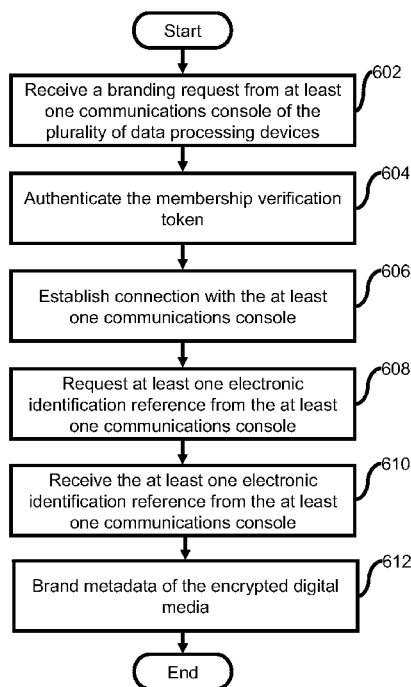 Start
602
Receive a branding request from at least
one communications console of the
plurality of data processing devices
604
Authenticate the membership verification
token
606
Establish connection with the at least
one communications console
608
Request at least one electronic
identification reference from the at least
one communications console
610
Receive the at least one electronic
identification reference from the at least
one communications console
612
Brand metadata of the encrypted digital
media
End